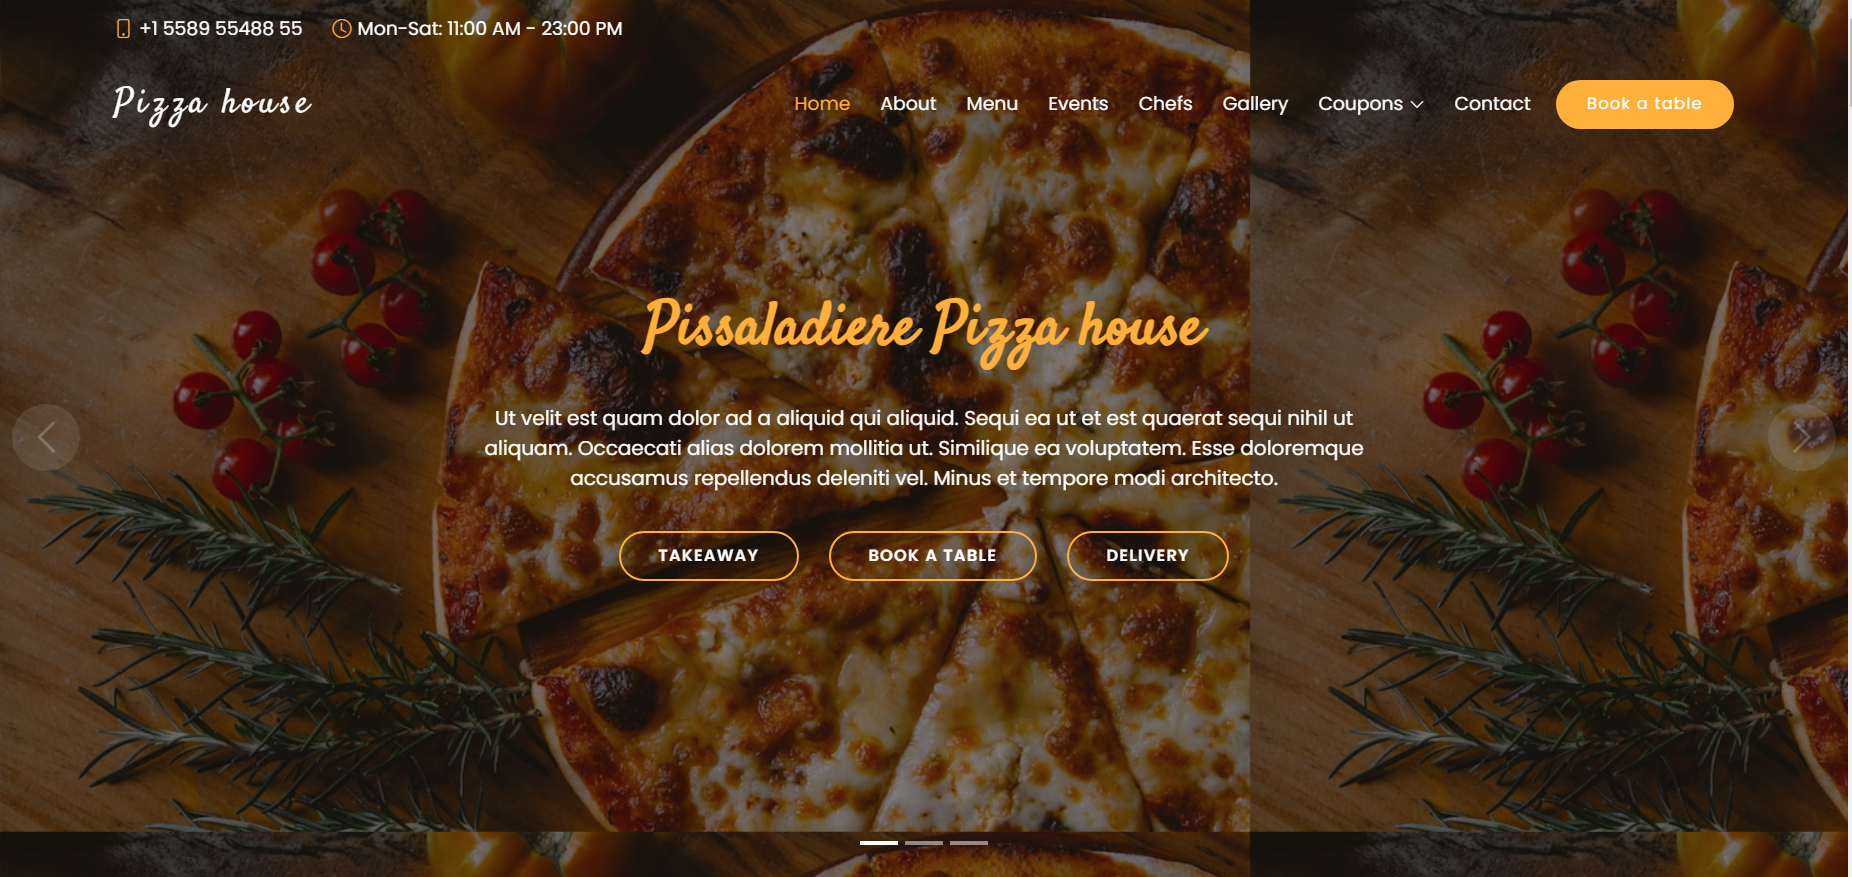 +1 5589 55488 55 Mon-Sat: 11:00 AM - 23:00 PM
Pizza house
Home About Menu Events Chefs Gallery Coupons Contact Book a table
Pissaladiere Pizza house
Ut velit est quam dolor ad a aliquid qui aliquid. Sequi ea ut et est quaerat sequi nihil ut
aliquam. Occaecati alias dolorem mollitia ut. Similique ea voluptatem. Esse doloremque
accusamus repellendus deleniti vel. Minus et tempore modi architecto.
TAKEAWAY BOOK A TABLE DELIVERY